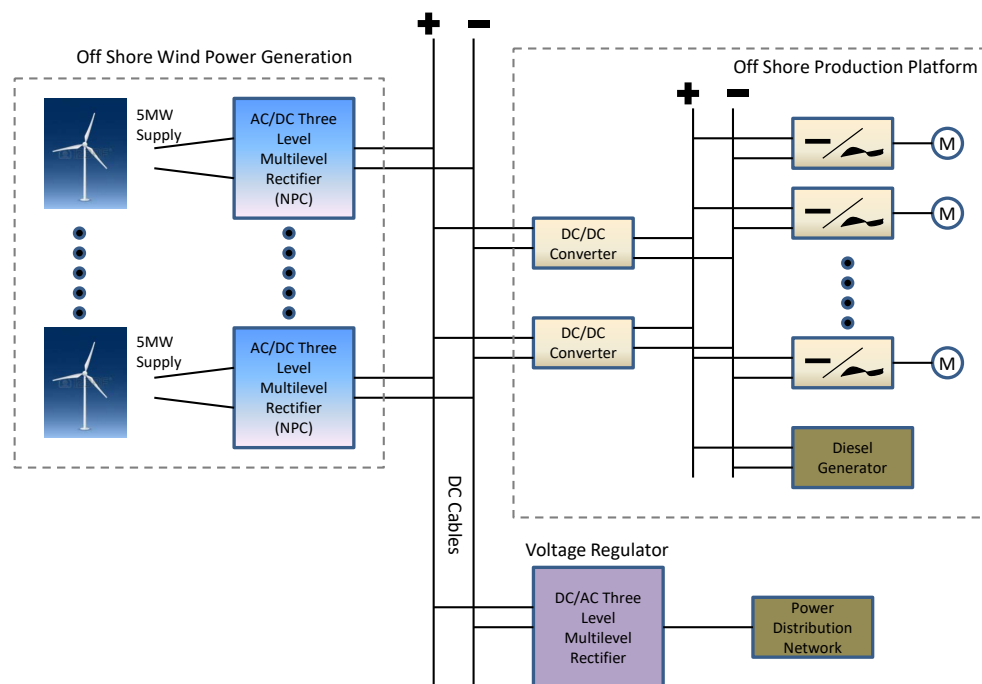 + −
Off Shore Wind Power Generation
5MW
Supply
AC/DC Three
Level
Multilevel
Rectifier
(NPC)
5MW
Supply
AC/DC Three
Level
Multilevel
Rectifier
(NPC)
DC Cables
Off Shore Production Platform
+ −
M
M
DC/DC
Converter
DC/DC
Converter
M
Diesel
Generator
Voltage Regulator
DC/AC Three
Level
Multilevel
Rectifier
Power
Distribution
Network